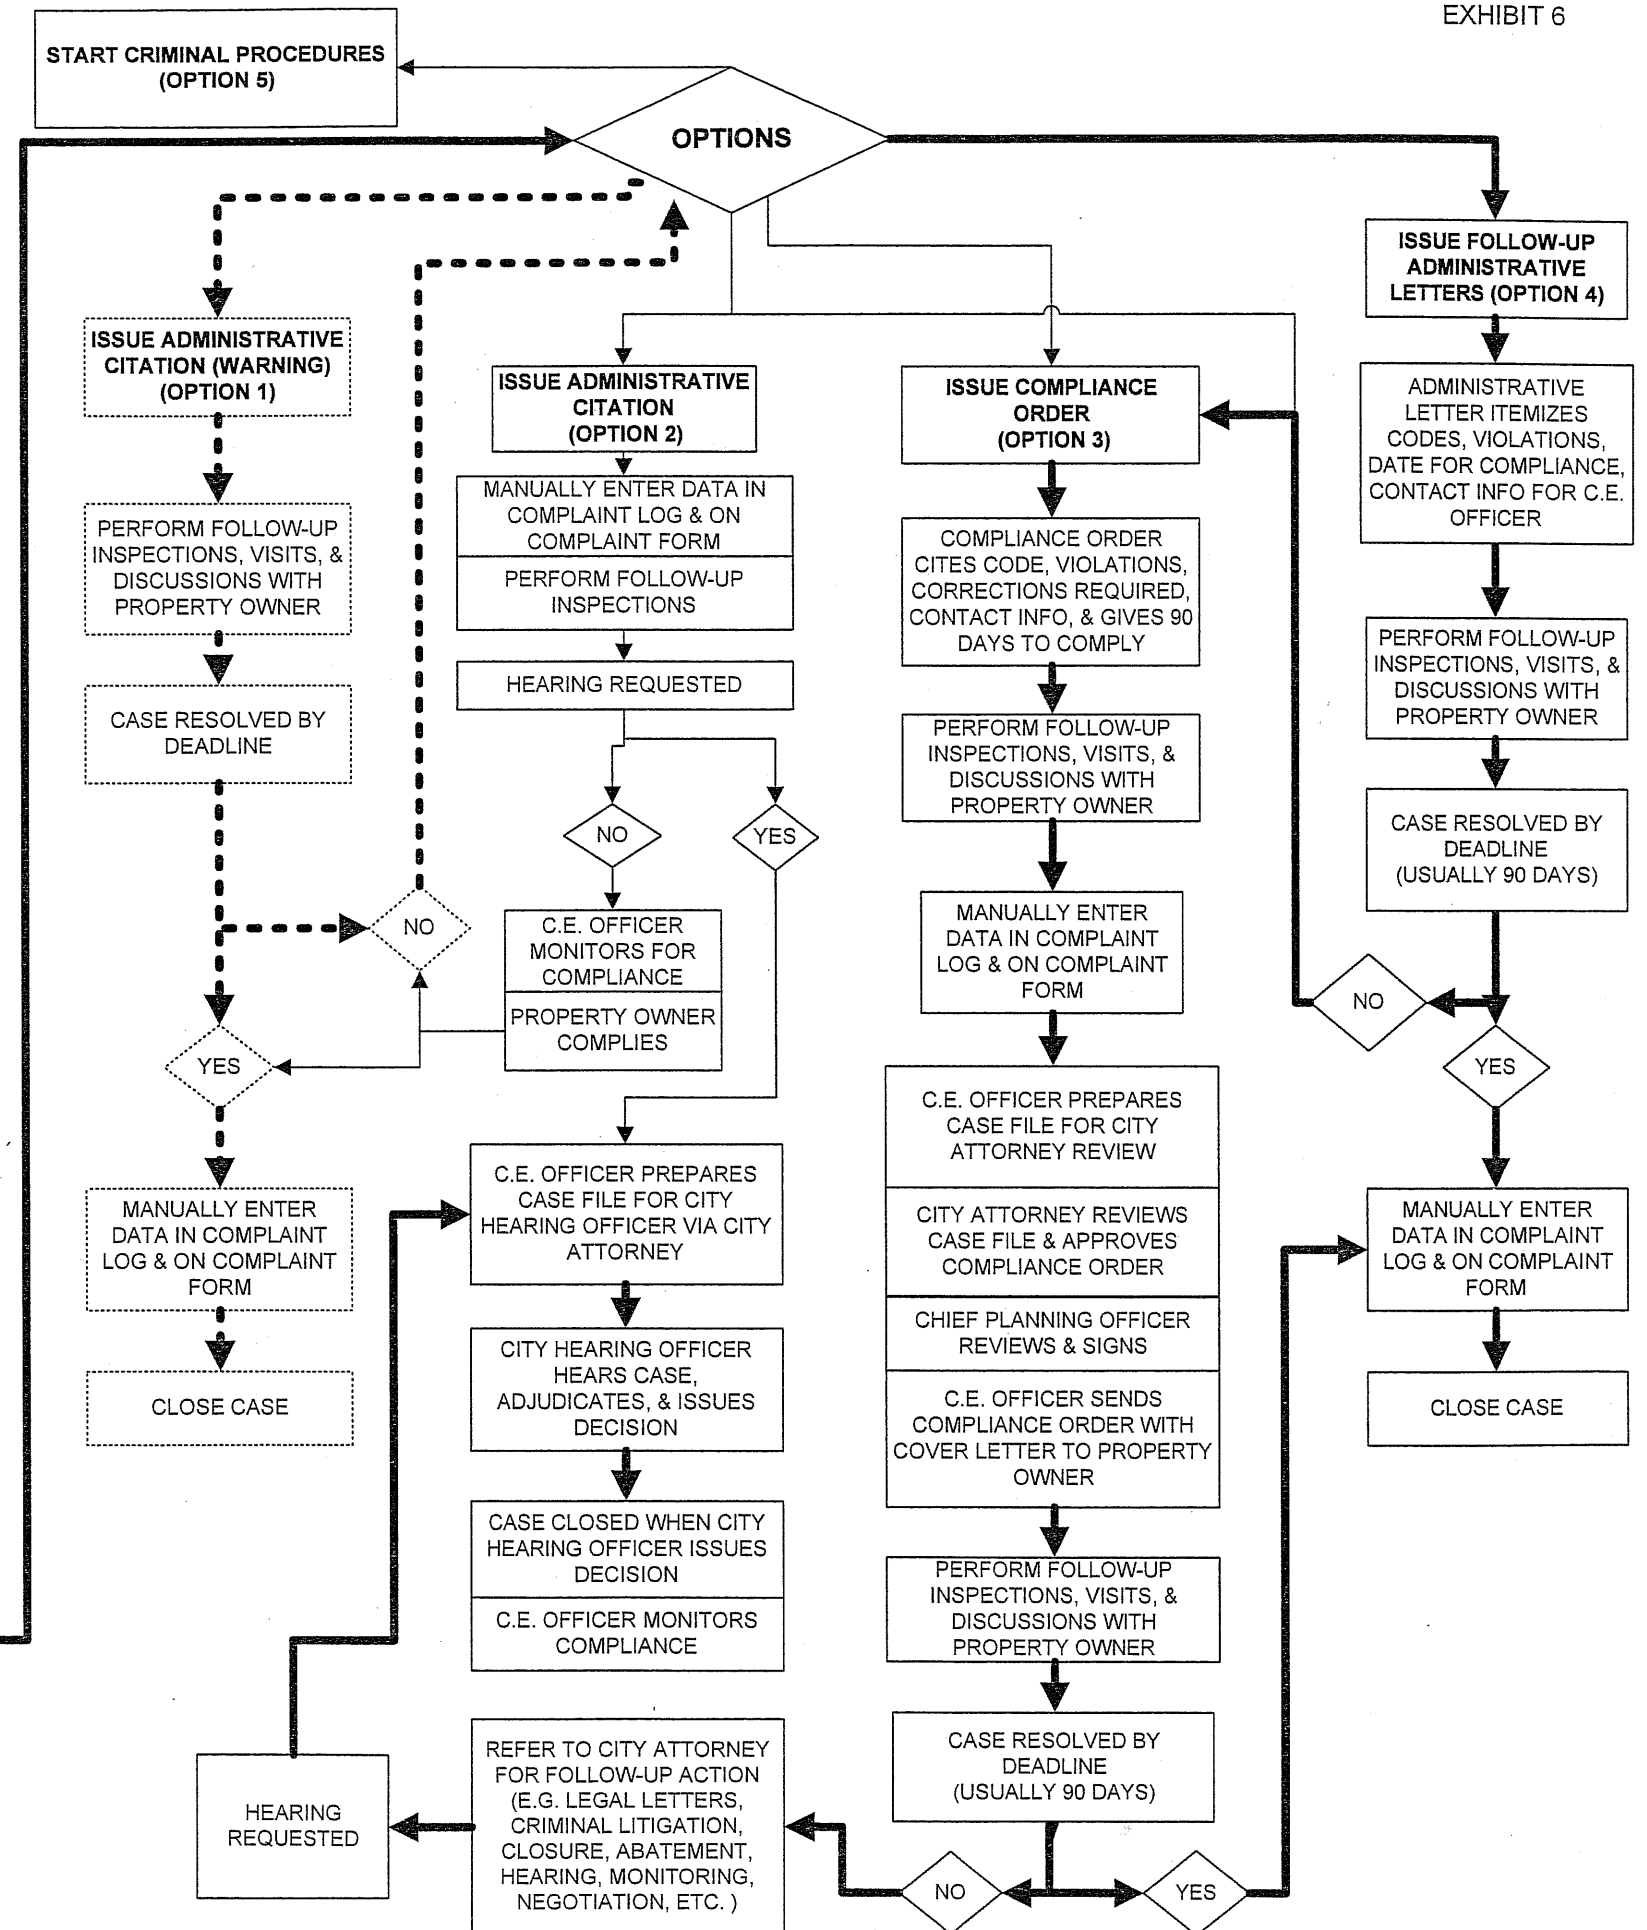 EXHIBIT 6
START CRIMINAL PROCEDURES
(OPTION 5)
OPTIONS
ISSUE ADMINISTRATIVE
CITATION (WARNING)
(OPTION 1)
PERFORM FOLLOW-UP
INSPECTIONS, VISITS, &
DISCUSSIONS WITH
PROPERTY OWNER
CASE RESOLVED BY
DEADLINE
NO
YES
MANUALLY ENTER
DATA IN COMPLAINT
LOG & ON COMPLAINT
FORM
CLOSE CASE
ISSUE ADMINISTRATIVE
CITATION
(OPTION 2)
MANUALLY ENTER DATA IN
COMPLAINT LOG & ON
COMPLAINT FORM
PERFORM FOLLOW-UP
INSPECTIONS
HEARING REQUESTED
NO
YES
C.E. OFFICER
MONITORS FOR
COMPLIANCE
PROPERTY OWNER
COMPLIES
C.E. OFFICER PREPARES
CASE FILE FOR CITY
HEARING OFFICER VIA CITY
ATTORNEY
CITY HEARING OFFICER
HEARS CASE,
ADJUDICATES, & ISSUES
DECISION
CASE CLOSED WHEN CITY
HEARING OFFICER ISSUES
DECISION
C.E. OFFICER MONITORS
COMPLIANCE
ISSUE COMPLIANCE
ORDER
(OPTION 3)
COMPLIANCE ORDER
CITES CODE, VIOLATIONS,
CORRECTIONS REQUIRED,
CONTACT INFO, & GIVES 90
DAYS TO COMPLY
PERFORM FOLLOW-UP
INSPECTIONS, VISITS, &
DISCUSSIONS WITH
PROPERTY OWNER
MANUALLY ENTER
DATA IN COMPLAINT
LOG & ON COMPLAINT
FORM
C.E. OFFICER PREPARES
CASE FILE FOR CITY
ATTORNEY REVIEW
CITY ATTORNEY REVIEWS
CASE FILE & APPROVES
COMPLIANCE ORDER
CHIEF PLANNING OFFICER
REVIEWS & SIGNS
C.E. OFFICER SENDS
COMPLIANCE ORDER WITH
COVER LETTER TO PROPERTY
OWNER
PERFORM FOLLOW-UP
INSPECTIONS, VISITS, &
DISCUSSIONS WITH
PROPERTY OWNER
CASE RESOLVED BY
DEADLINE
(USUALLY 90 DAYS)
NO
YES
REFER TO CITY ATTORNEY
FOR FOLLOW-UP ACTION
(E.G. LEGAL LETTERS,
CRIMINAL LITIGATION,
CLOSURE, ABATEMENT,
HEARING, MONITORING,
NEGOTIATION, ETC. )
HEARING
REQUESTED
ISSUE FOLLOW-UP
ADMINISTRATIVE
LETTERS (OPTION 4)
ADMINISTRATIVE
LETTER ITEMIZES
CODES, VIOLATIONS,
DATE FOR COMPLIANCE,
CONTACT INFO FOR C.E.
OFFICER
PERFORM FOLLOW-UP
INSPECTIONS, VISITS, &
DISCUSSIONS WITH
PROPERTY OWNER
CASE RESOLVED BY
DEADLINE
(USUALLY 90 DAYS)
NO
YES
MANUALLY ENTER
DATA IN COMPLAINT
LOG & ON COMPLAINT
FORM
CLOSE CASE